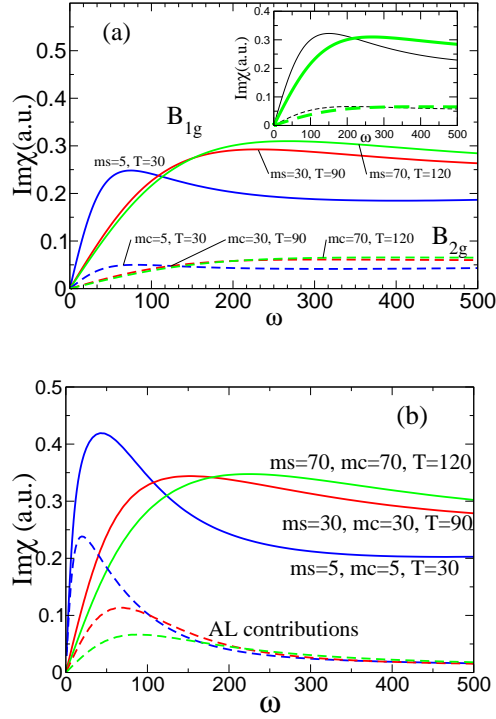 (a)
Imχ(a.u.)
0.6
0.5
0.4
0.3
0.2
0.1
0
0 100 200 300 400 500
ω
B1g
ms=5, T=30
ms=30, T=90
ms=70, T=120
mc=5, T=30
mc=30, T=90
mc=70, T=120
B2g
Imχ(a.u.)
0.4
0.3
0.2
0.1
0.0
0 100 200 300 400 500
ω
(b)
Imχ (a.u.)
0.5
0.4
0.3
0.2
0.1
0
0 100 200 300 400 500
ω
ms=70, mc=70, T=120
ms=30, mc=30, T=90
ms=5, mc=5, T=30
AL contributions